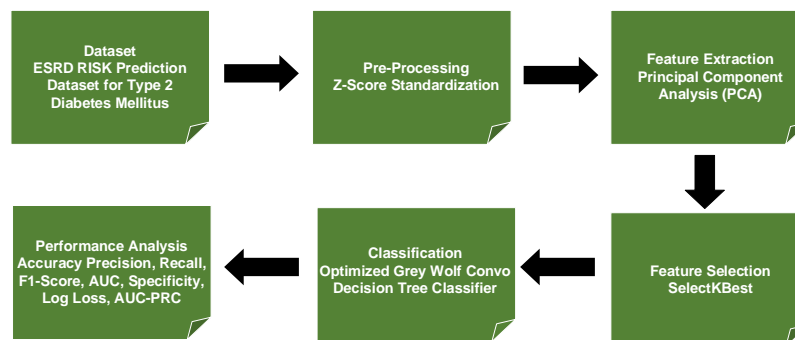 Dataset
ESRD RISK Prediction
Dataset for Type 2
Diabetes Mellitus
Pre-Processing
Z-Score Standardization
Feature Extraction
Principal Component
Analysis (PCA)
Feature Selection
SelectKBest
Classification
Optimized Grey Wolf Convo
Decision Tree Classifier
Performance Analysis
Accuracy Precision, Recall,
F1-Score, AUC, Specificity,
Log Loss, AUC-PRC